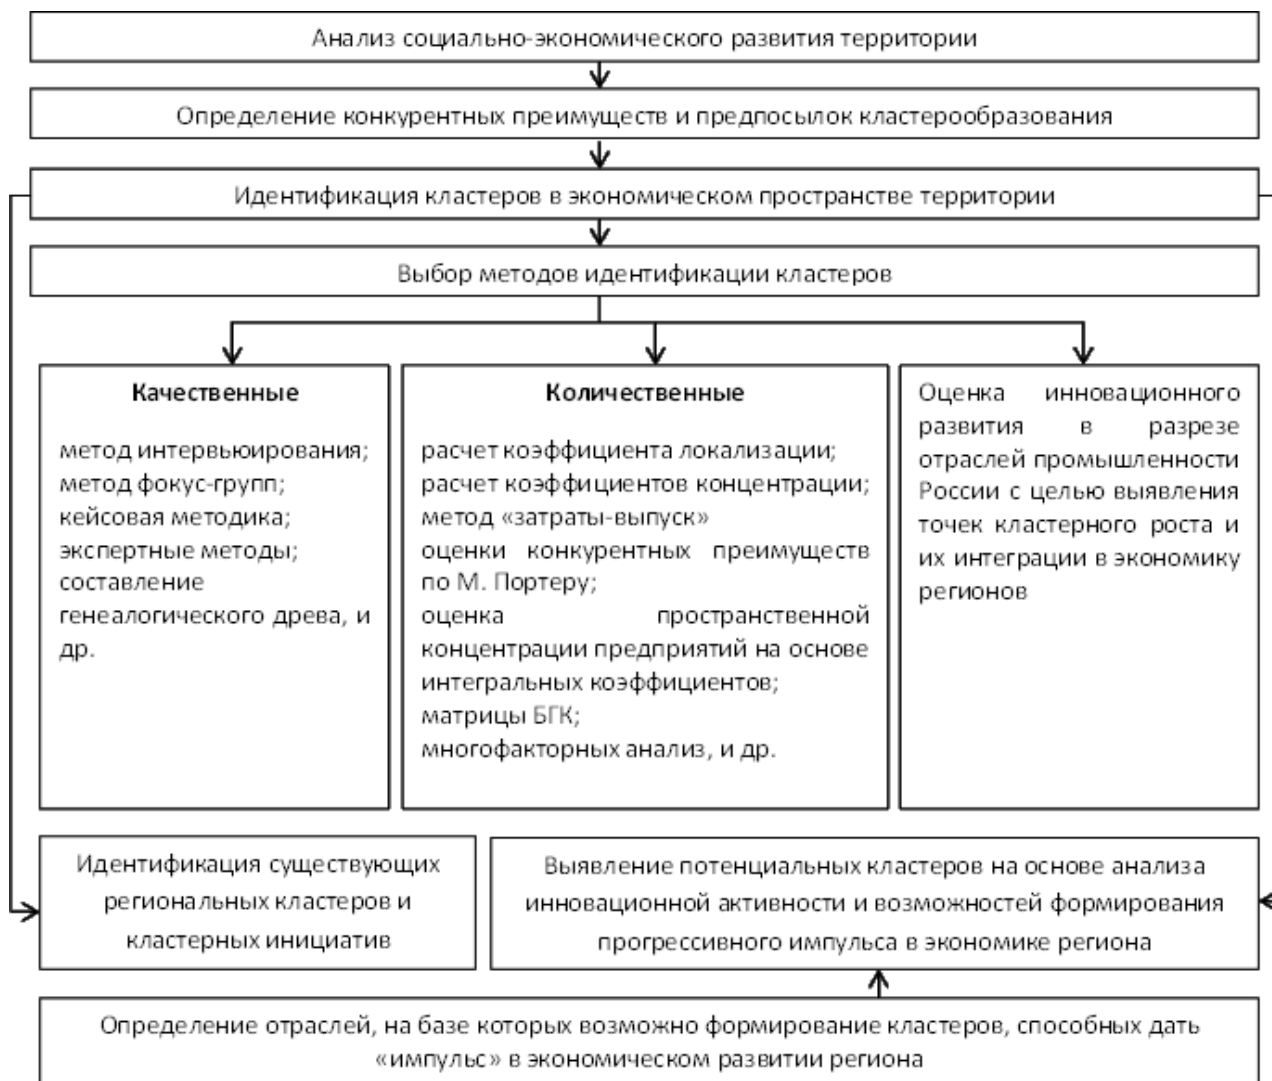 Анализ социально-экономического развития территории
Определение конкурентных преимуществ и предпосылок кластерообразования
Идентификация кластеров в экономическом пространстве территории
Выбор методов идентификации кластеров
Качественные
метод интервьюирования;
метод фокус-групп;
кейсовая методика;
экспертные методы;
составление
генеалогического древа, и
др.
Количественные
расчет коэффициента локализации;
расчет коэффициентов концентрации;
метод «затраты-выпуск»
оценки конкурентных преимуществ
по М. Портеру;
оценка пространственной
концентрации предприятий на основе
интегральных коэффициентов;
матрицы БГК;
многофакторных анализ, и др.
Оценка инновационного
развития в разрезе
отраслей промышленности
России с целью выявления
точек кластерного роста и
их интеграции в экономику
регионов
Идентификация существующих
региональных кластеров и
кластерных инициатив
Выявление потенциальных кластеров на основе анализа
инновационной активности и возможностей формирования
прогрессивного импульса в экономике региона
Определение отраслей, на базе которых возможно формирование кластеров, способных дать
«импульс» в экономическом развитии региона